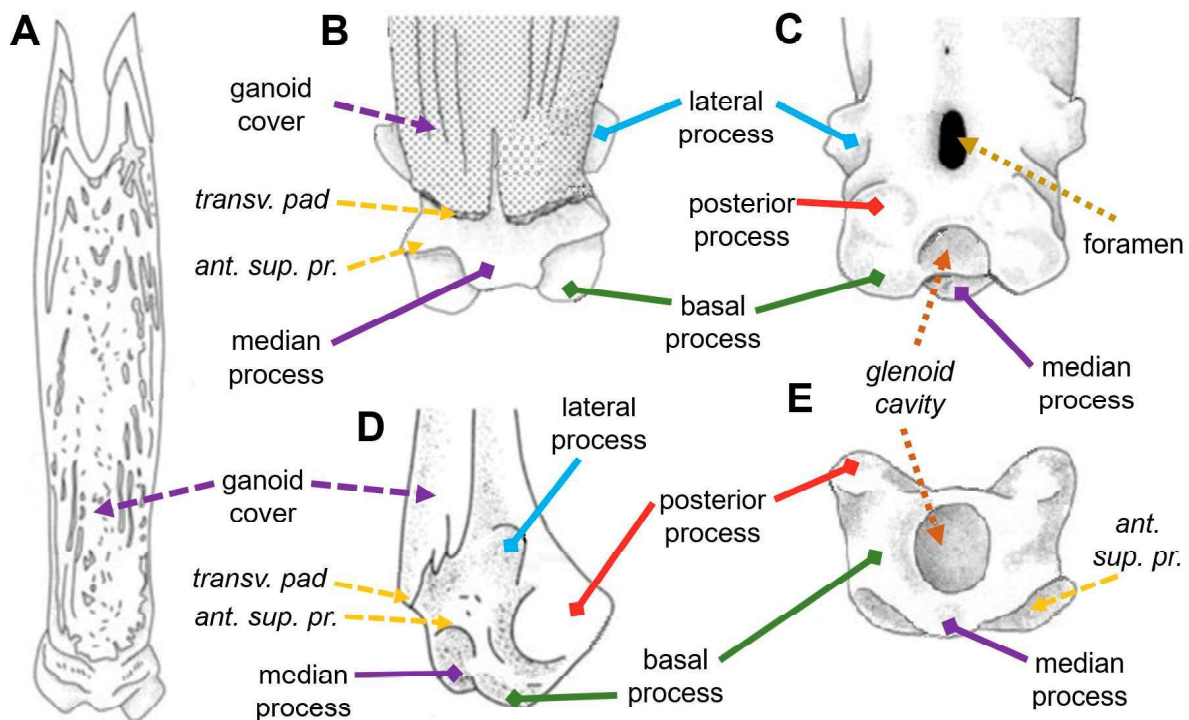 A
B
C
ganoid
cover
lateral
process
transv. pad
posterior
process
foramen
ant. sup. pr.
basal
process
median
process
glenoid
cavity
median
process
D
lateral
process
E
ganoid
cover
posterior
process
ant.
sup. pr.
transv. pad
ant. sup. pr.
median
process
basal
process
median
process